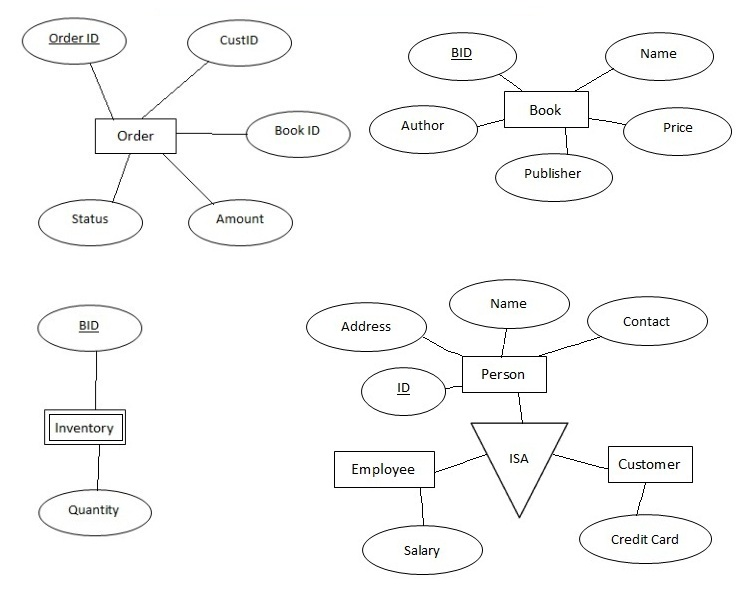 Order ID
CustID
Order
Book ID
Status
Amount
BID
Name
Book
Author
Price
Publisher
BID
Inventory
Quantity
Name
Address
Contact
Person
ID
ISA
Employee
Customer
Salary
Credit Card